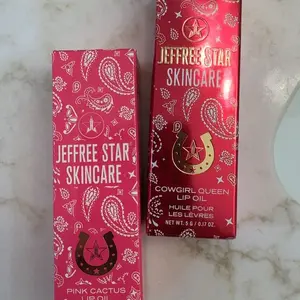 JEFFREE STAR
SKINCARE
PINK CACTUS
LIP OIL
JEFFREE STAR
SKINCARE
COWGIRL QUEEN
LIP OIL
HUILE POUR
LES LÈVRES
NET WT. 5 G / 0.17 OZ.